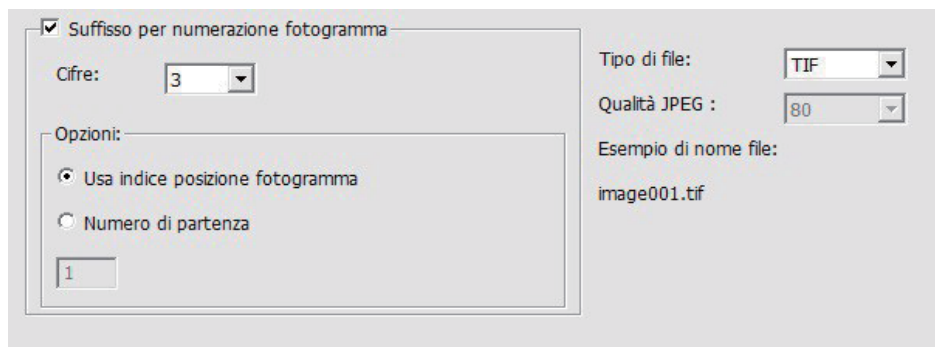 Suffisso per numerazione fotogramma
Cifre: 3
Opzioni:
Usa indice posizione fotogramma
Numero di partenza
1
Tipo di file: TIF
Qualità JPEG : 80
Esempio di nome file:
image001.tif